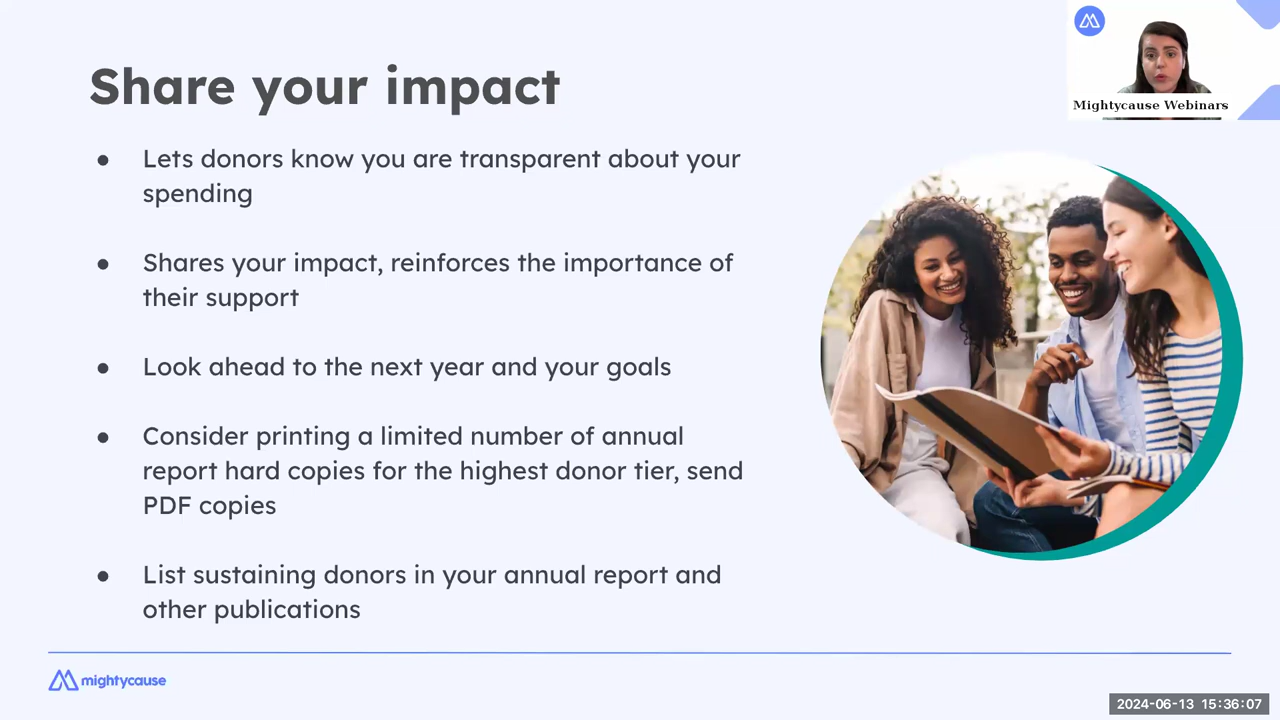 Share your impact
Mightycause Webinars
● Lets donors know you are transparent about your
spending
● Shares your impact, reinforces the importance of
their support
● Look ahead to the next year and your goals
● Consider printing a limited number of annual
report hard copies for the highest donor tier, send
PDF copies
● List sustaining donors in your annual report and
other publications
mightycause
2024-06-13 15:36:07